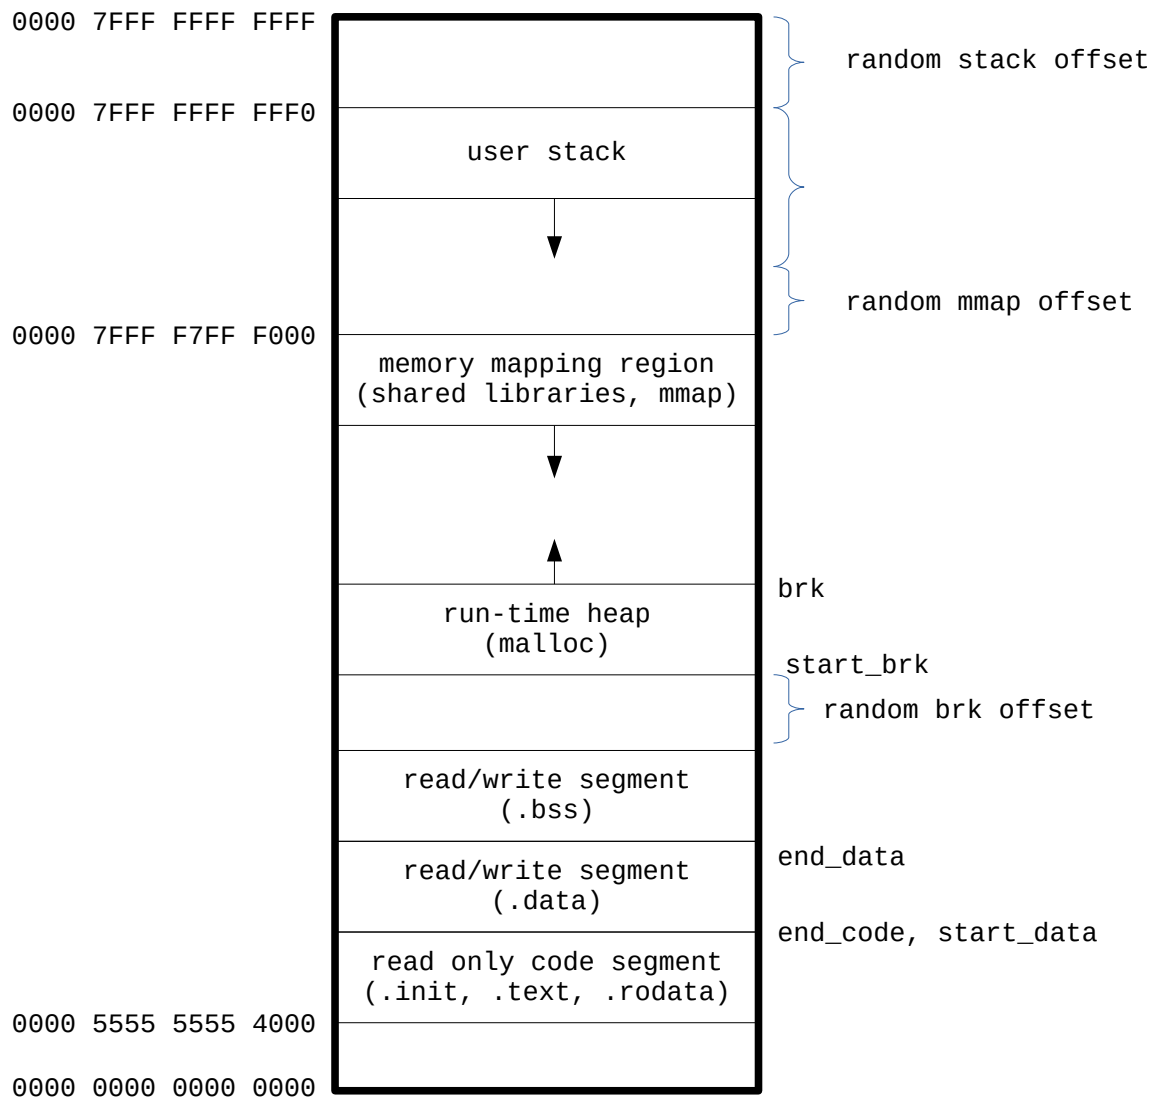 0000 7FFF FFFF FFFF
random stack offset
0000 7FFF FFFF FFF0
user stack
random mmap offset
0000 7FFF F7FF F000
memory mapping region
(shared libraries, mmap)
brk
run-time heap
(malloc)
start_brk
random brk offset
read/write segment
(.bss)
end_data
read/write segment
(.data)
end_code, start_data
read only code segment
(.init, .text, .rodata)
0000 5555 5555 4000
0000 0000 0000 0000